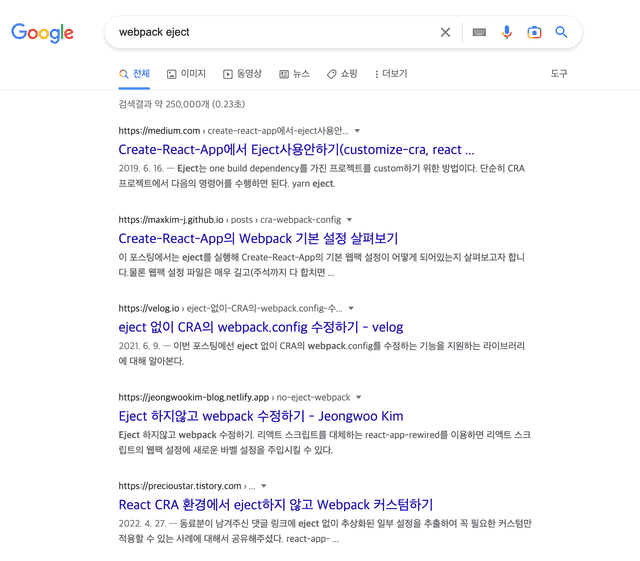 Google
webpack eject
전체
이미지
동영상
뉴스
쇼핑
더보기
도구
검색결과 약 250,000개 (0.23초)
https://medium.com › create-react-app에서-eject사용안...
Create-React-App에서 Eject사용안하기(customize-cra, react ...
2019. 6. 16. — Eject는 one build dependency를 가진 프로젝트를 custom하기 위한 방법이다. 단순히 CRA
프로젝트에서 다음의 명령어를 수행하면 된다. yarn eject.
https://maxkim-j.github.io › posts › cra-webpack-config
Create-React-App의 Webpack 기본 설정 살펴보기
이 포스팅에서는 eject를 실행해 Create-React-App의 기본 웹팩 설정이 어떻게 되어있는지 살펴보고자 합니
다.물론 웹팩 설정 파일은 매우 길고(주석까지 다 합치면 ...
https://velog.io › eject-없이-CRA의-webpack.config-수...
eject 없이 CRA의 webpack.config 수정하기 - velog
2021. 6. 9. — 이번 포스팅에선 eject 없이 CRA의 webpack.config를 수정하는 기능을 지원하는 라이브러리
에 대해 알아본다.
https://jeongwookim-blog.netlify.app › no-eject-webpack
Eject 하지않고 webpack 수정하기 - Jeongwoo Kim
Eject 하지않고 webpack 수정하기. 리액트 스크립트를 대체하는 react-app-rewired를 이용하면 리액트 스크
립트의 웹팩 설정에 새로운 바벨 설정을 주입시킬 수 있다.
https://precioustar.tistory.com › ...
React CRA 환경에서 eject하지 않고 Webpack 커스텀하기
2022. 4. 27. — 동료분이 남겨주신 댓글 링크에 eject 없이 추상화된 일부 설정을 추출하여 꼭 필요한 커스텀만
적용할 수 있는 사례에 대해서 공유해주셨다. react-app- ...